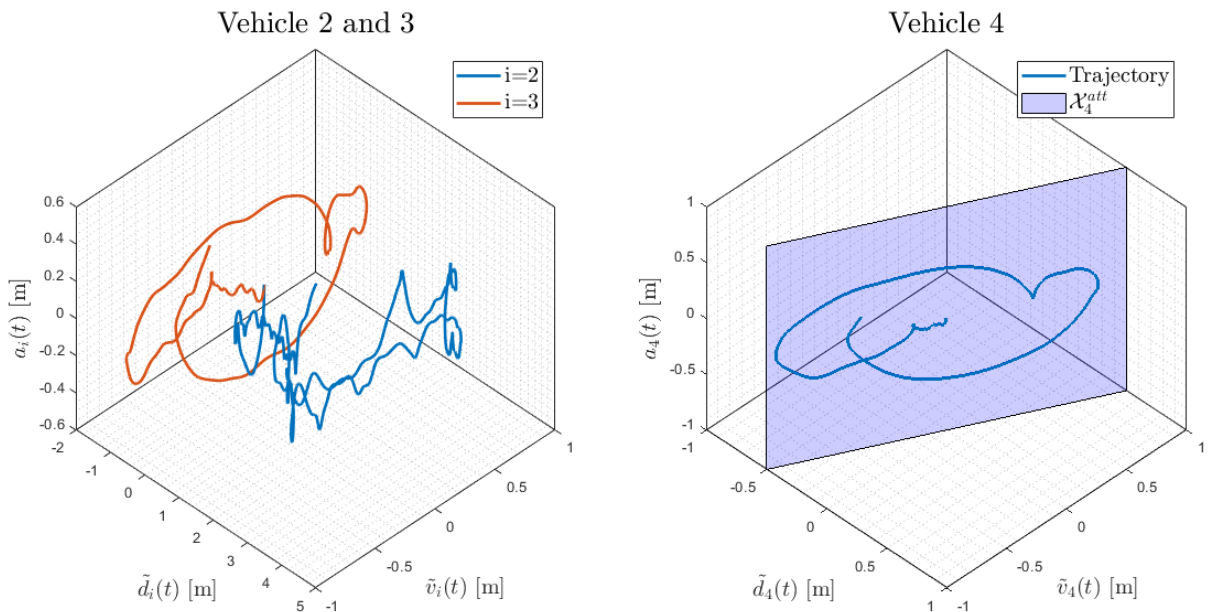 Vehicle 2 and 3
i=2
i=3
0.6
0.4
0.2
0
-0.2
-0.4
-0.6
a_i(t) [m]
-2
-1
0
1
2
3
4
5
d̃_i(t) [m]
-1
-0.5
0
0.5
1
ṽ_i(t) [m]
Vehicle 4
Trajectory
𝒳_4^{att}
1
0.5
0
-0.5
-1
a_4(t) [m]
-0.5
0
0.5
1
d̃_4(t) [m]
-1
-0.5
0
0.5
1
ṽ_4(t) [m]